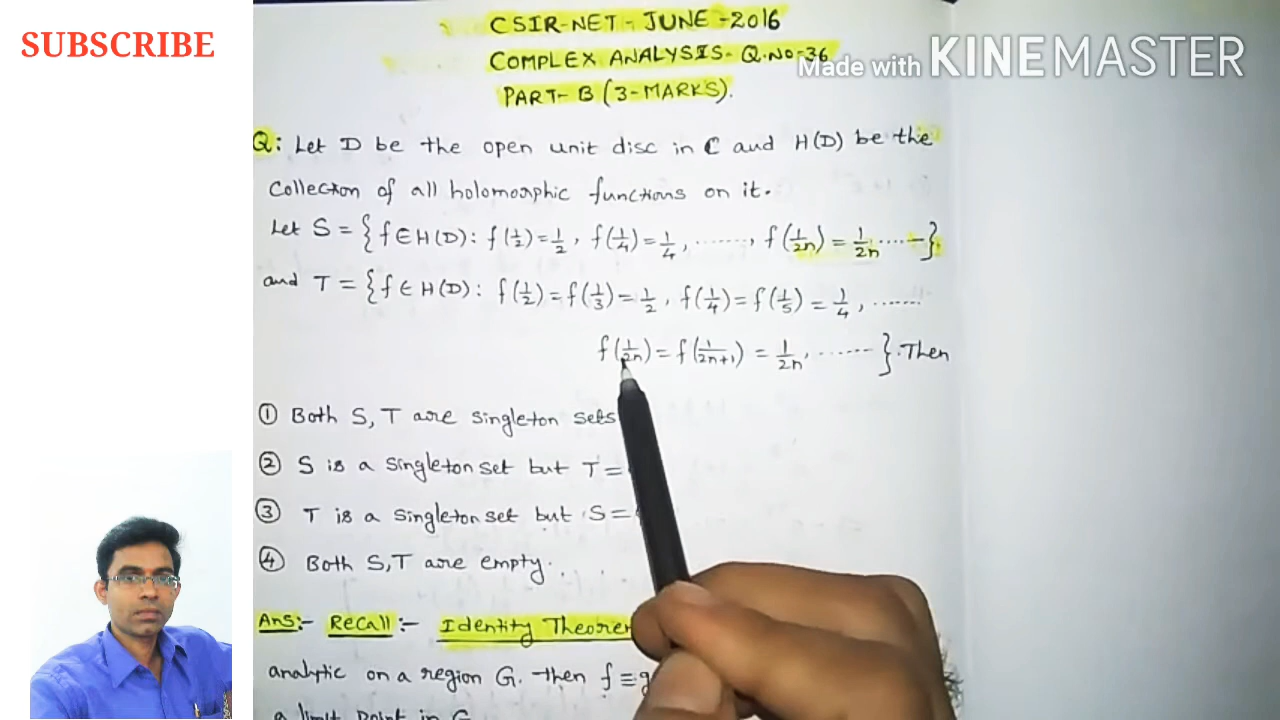 SUBSCRIBE
CSIR-NET-JUNE-2016
COMPLEX ANALYSIS- Q.No-36
Made with KINEMASTER
PART-B (3-MARKS).
Q: Let D be the open unit disc in ℂ and H(D) be the
Collection of all holomorphic functions on it.
Let S = { f ∈ H(D): f(1/2) = 1/2, f(1/4) = 1/4, ........, f(1/2n) = 1/2n ..... }
and T = { f ∈ H(D): f(1/2) = f(1/3) = 1/2, f(1/4) = f(1/5) = 1/4, .......
f(1/2n) = f(1/2n+1) = 1/2n, ....... }. Then
① Both S, T are singleton sets
② S is a singleton set but T =
③ T is a singleton set but S =
④ Both S, T are empty.
Ans:- Recall:- Identity Theorem
analytic on a region G. Then f ≡ g
a limit point in G